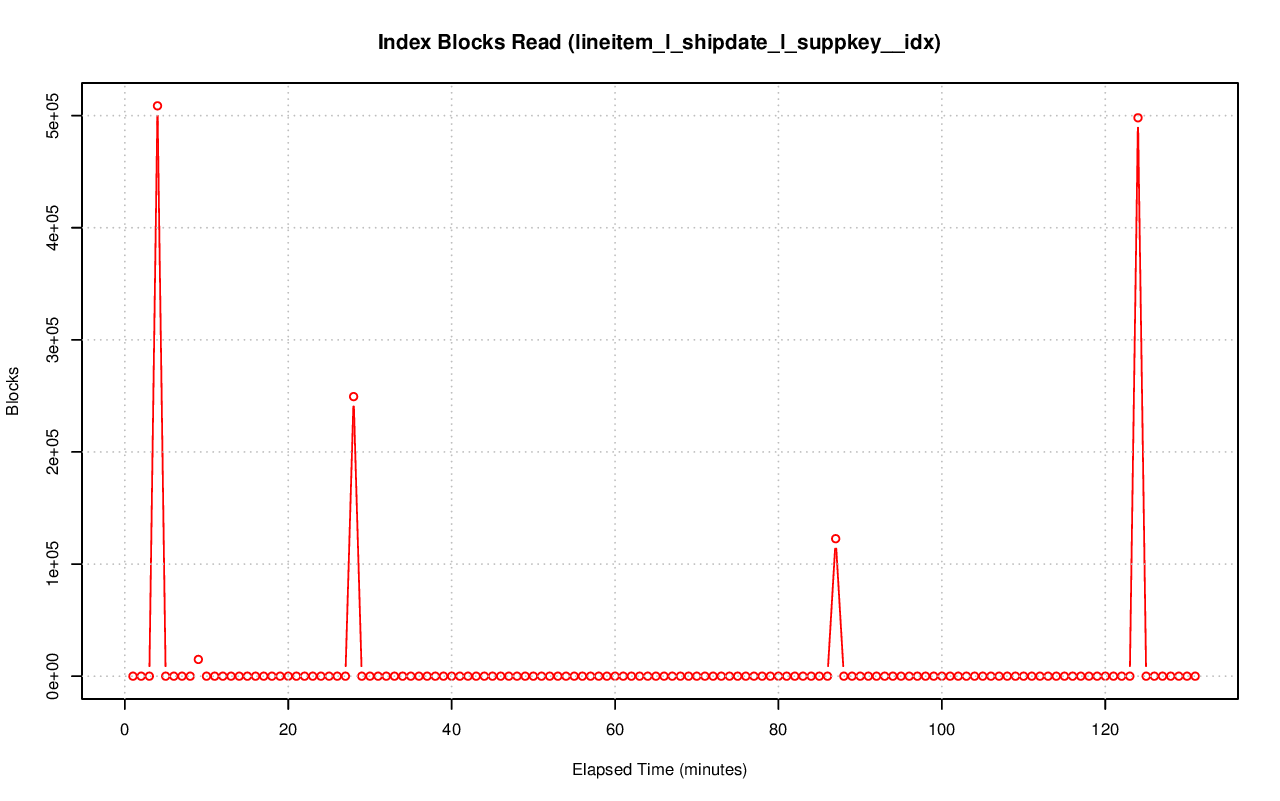 Index Blocks Read (lineitem_l_shipdate_l_suppkey__idx)
5e+05
4e+05
3e+05
2e+05
1e+05
0e+00
Blocks
0 20 40 60 80 100 120
Elapsed Time (minutes)